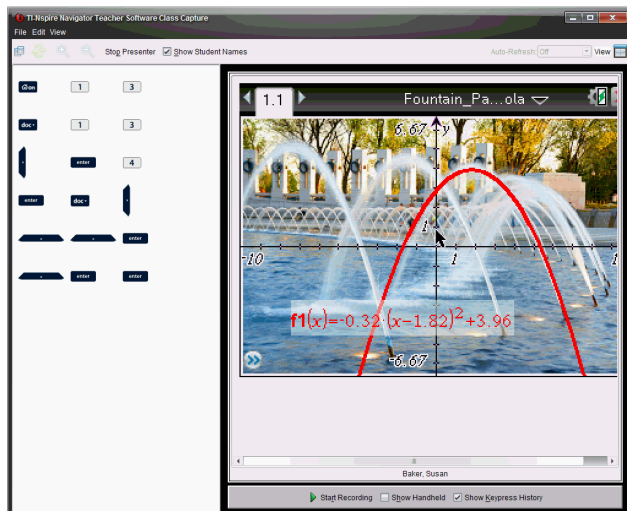 TI-Nspire Navigator Teacher Software Class Capture
File Edit View
Stop Presenter Show Student Names Auto-Refresh: Off View
on 1 3
doc 1 3
enter 4
enter doc
enter
enter enter
1.1 Fountain_Pa...ola
6.67 y
1
-10 1 1
f1(x)=-0.32·(x-1.82)²+3.96
-6.67
Baker, Susan
Start Recording Show Handheld Show Keypress History